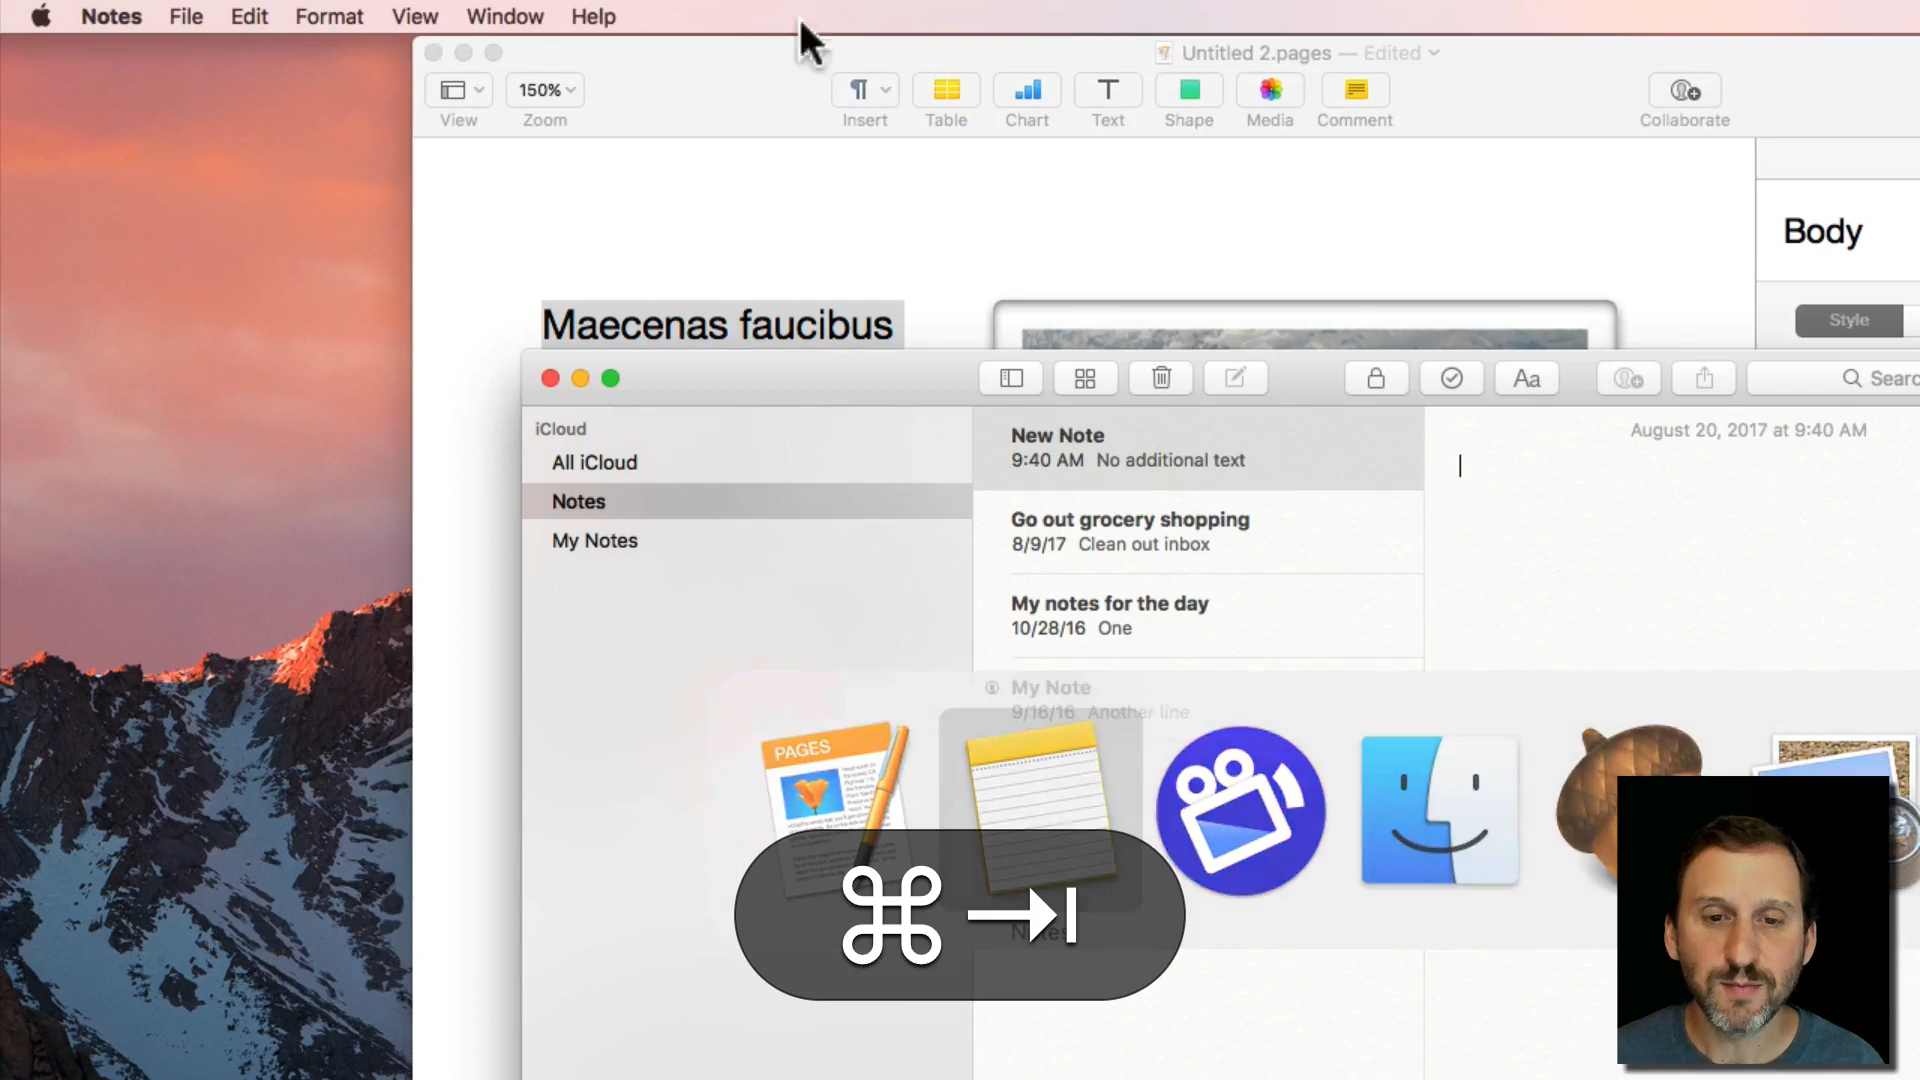 Notes File Edit Format View Window Help
Untitled 2.pages — Edited
150%
View Zoom Insert Table Chart Text Shape Media Comment Collaborate
Body
Style
Maecenas faucibus
Aa
Searc
iCloud
All iCloud
Notes
My Notes
New Note
9:40 AM No additional text
Go out grocery shopping
8/9/17 Clean out inbox
My notes for the day
10/28/16 One
My Note
9/16/16 Another line
August 20, 2017 at 9:40 AM
PAGES
Notes
⌘⇥